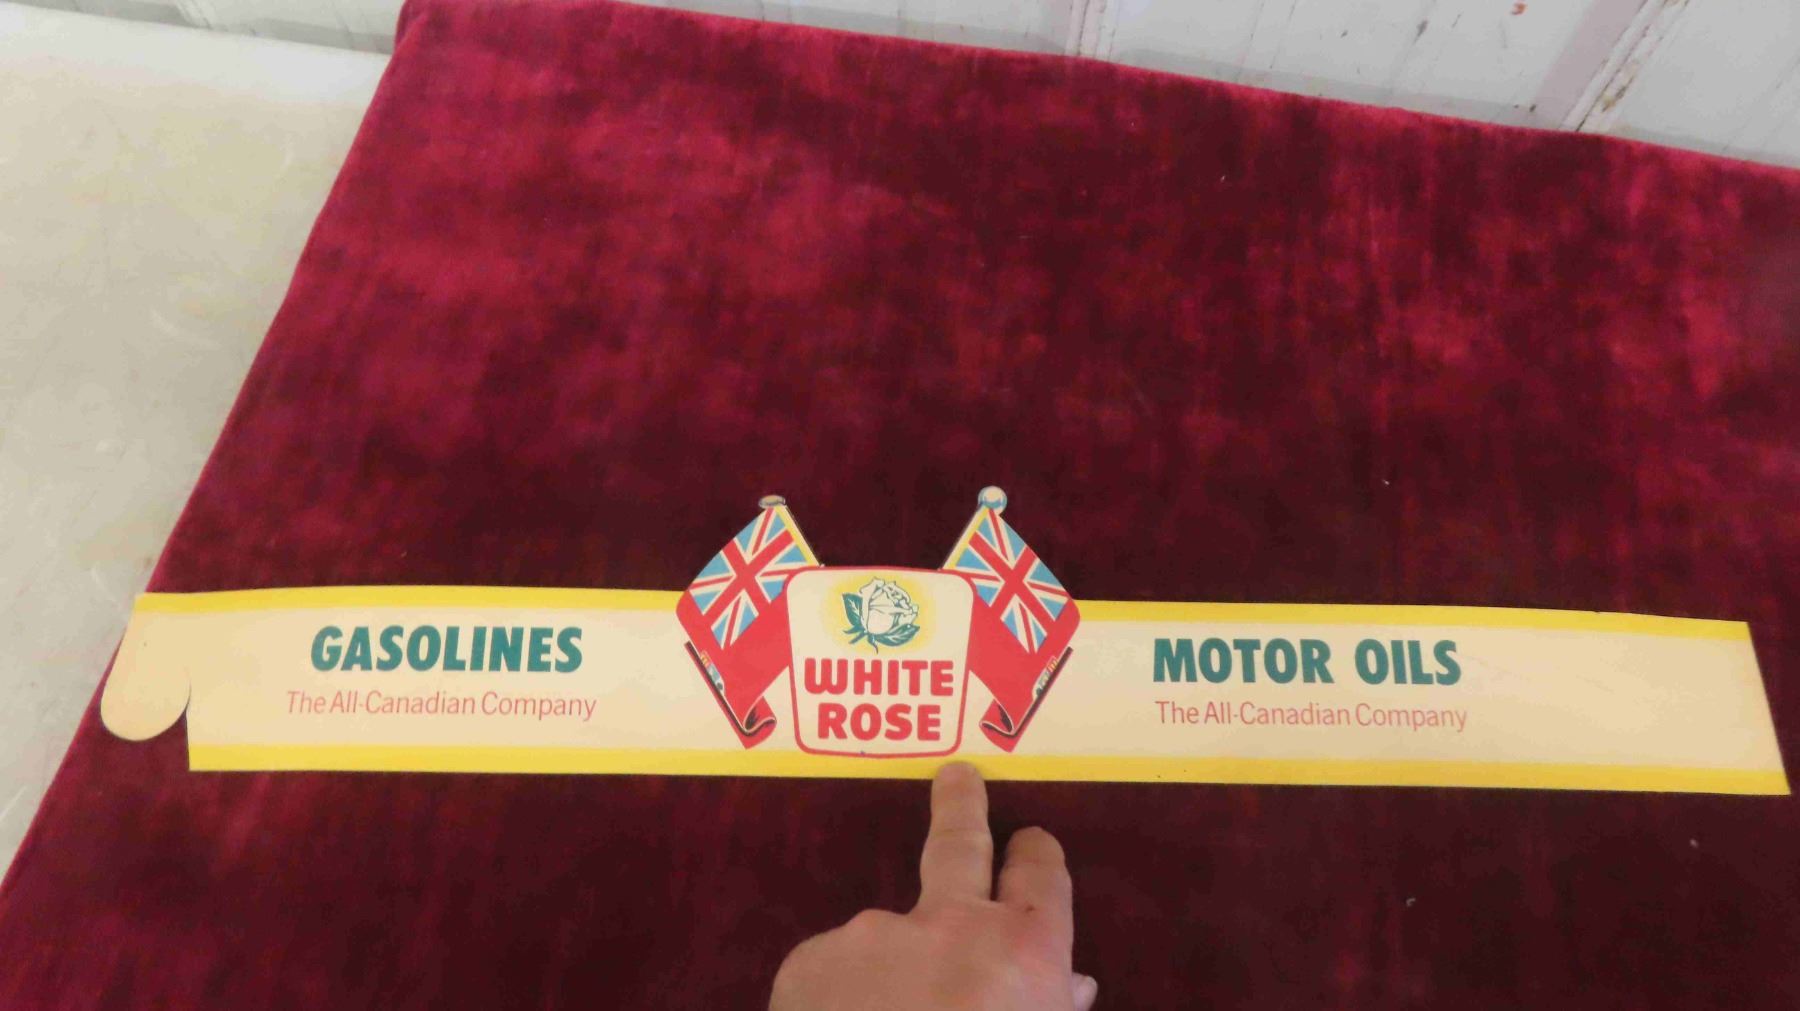 GASOLINES
The All-Canadian Company
WHITE
ROSE
MOTOR OILS
The All-Canadian Company